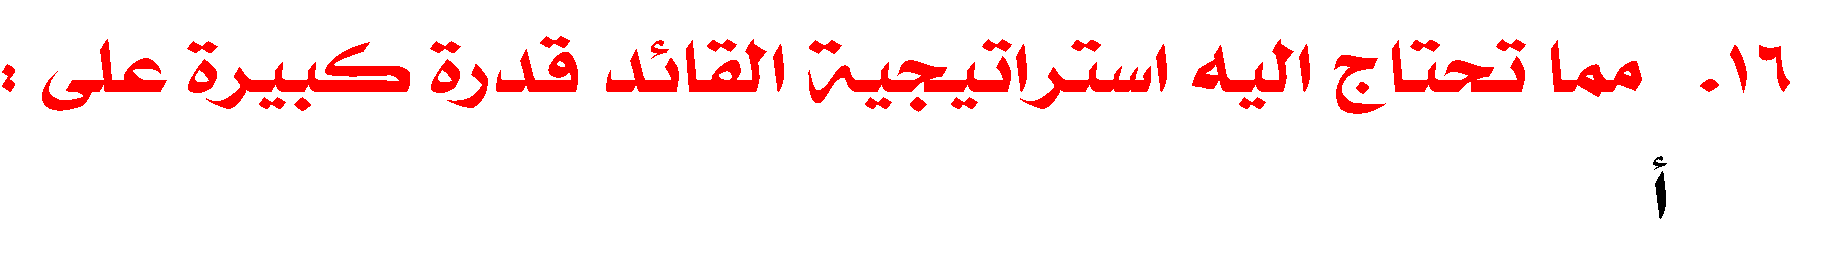 ١٦. مما تحتاج اليه استراتيجية القائد قدرة كبيرة على :
أ